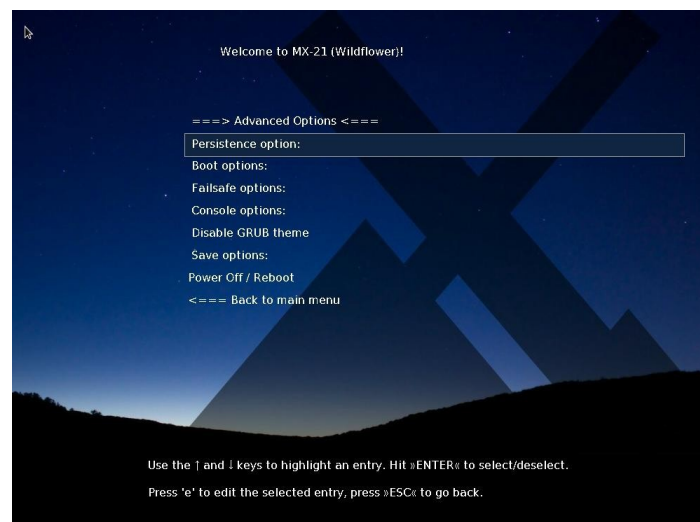 Welcome to MX-21 (Wildflower)!
===> Advanced Options <===
Persistence option:
Boot options:
Failsafe options:
Console options:
Disable GRUB theme
Save options:
Power Off / Reboot
<=== Back to main menu
Use the ↑ and ↓ keys to highlight an entry. Hit »ENTER« to select/deselect.
Press 'e' to edit the selected entry, press »ESC« to go back.